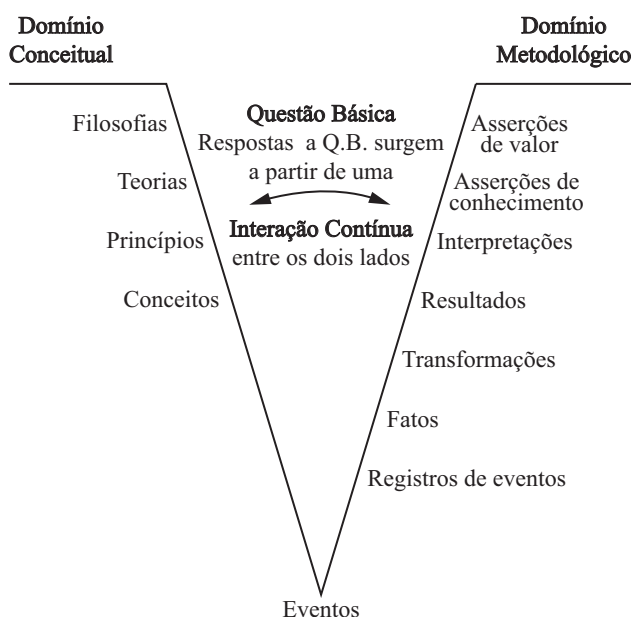 Domínio
Conceitual
Domínio
Metodológico
Filosofias
Teorias
Princípios
Conceitos
Questão Básica
Respostas a Q.B. surgem
a partir de uma
Interação Contínua
entre os dois lados
Asserções
de valor
Asserções de
conhecimento
Interpretações
Resultados
Transformações
Fatos
Registros de eventos
Eventos